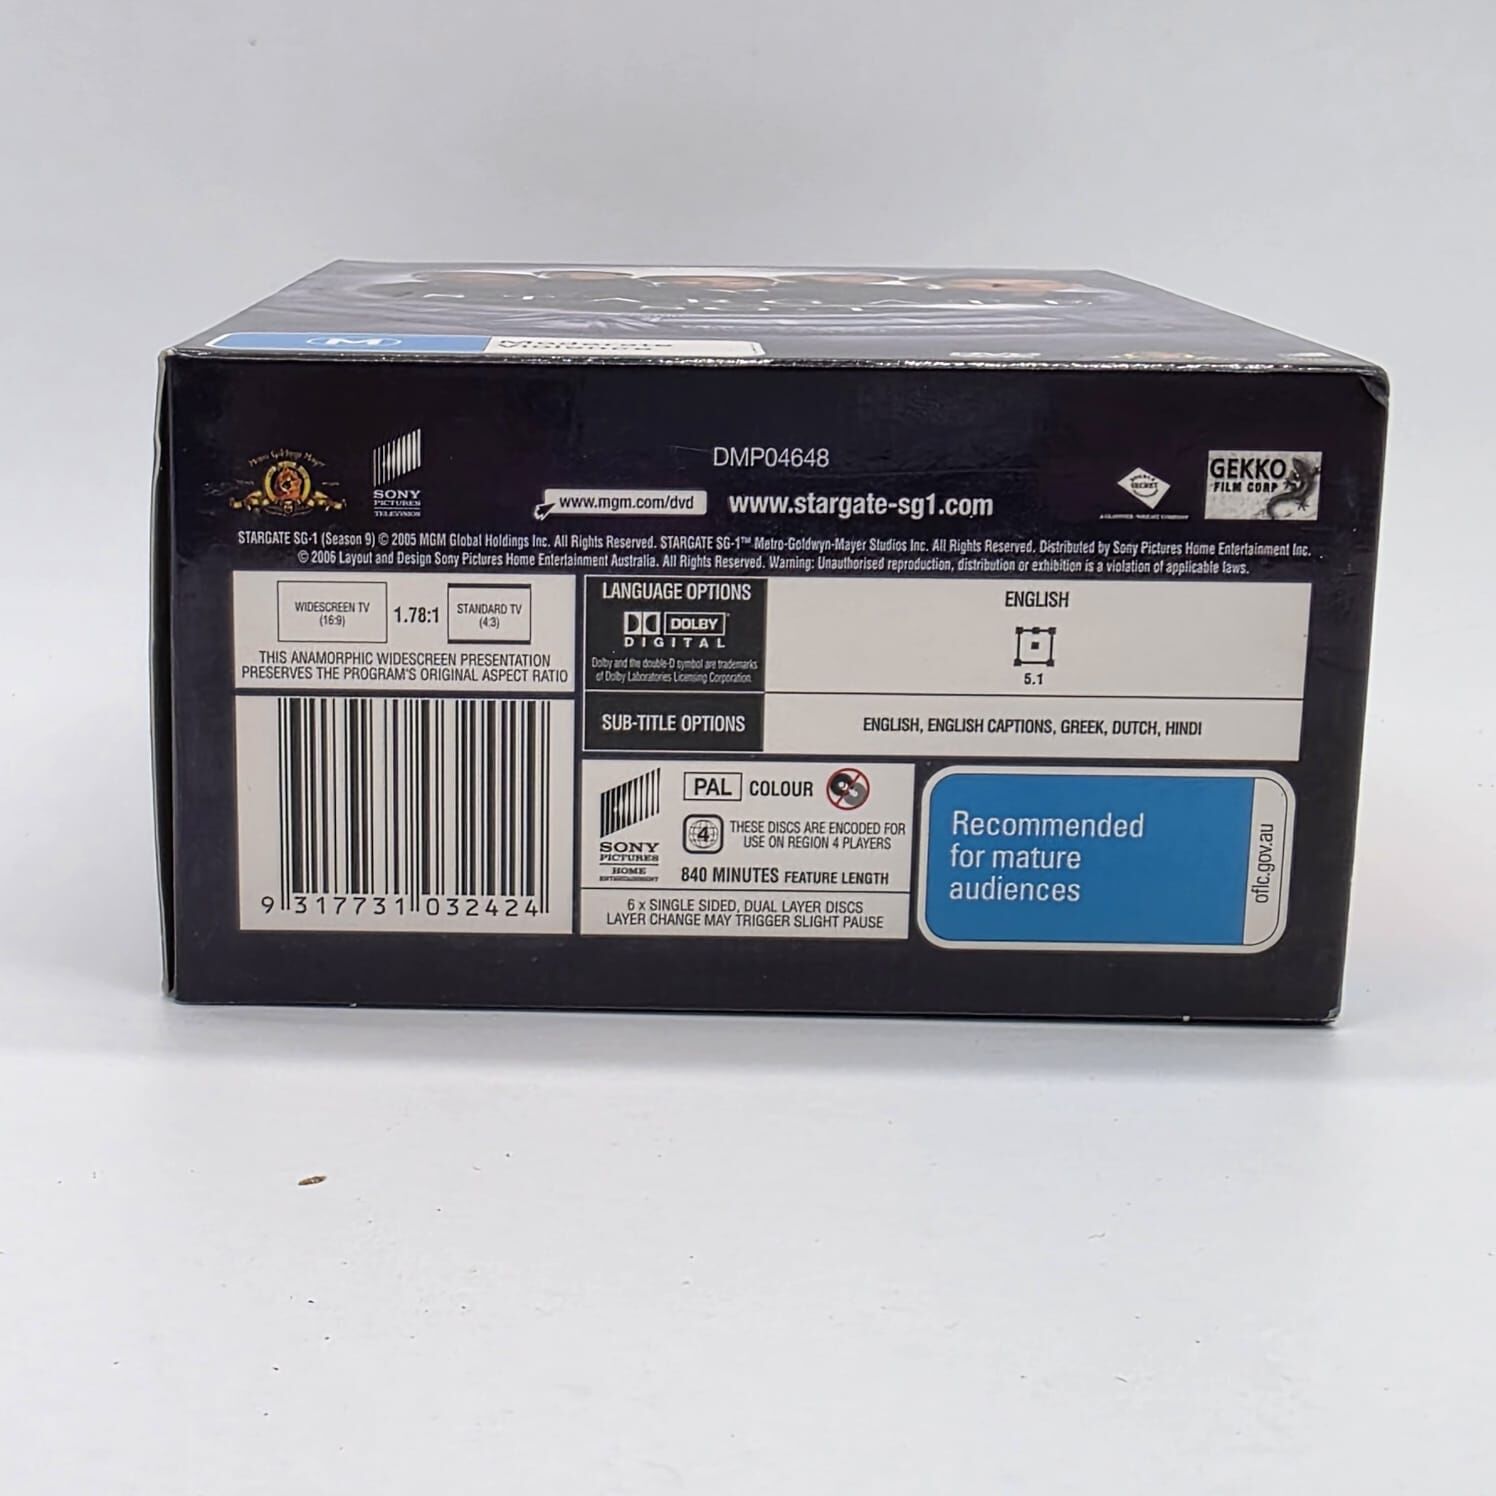 M
Moderate
Violence
DMP04648
Metro Goldwyn Mayer
SONY
PICTURES
TELEVISION
www.mgm.com/dvd
www.stargate-sg1.com
GEKKO
FILM CORP
STARGATE SG-1 (Season 9) © 2005 MGM Global Holdings Inc. All Rights Reserved. STARGATE SG-1™ Metro-Goldwyn-Mayer Studios Inc. All Rights Reserved. Distributed by Sony Pictures Home Entertainment Inc.
© 2006 Layout and Design Sony Pictures Home Entertainment Australia. All Rights Reserved. Warning: Unauthorised reproduction, distribution or exhibition is a violation of applicable laws.
WIDESCREEN TV
(16:9)
1.78:1
STANDARD TV
(4:3)
THIS ANAMORPHIC WIDESCREEN PRESENTATION
PRESERVES THE PROGRAM'S ORIGINAL ASPECT RATIO
LANGUAGE OPTIONS
DOLBY
DIGITAL
Dolby and the double-D symbol are trademarks
of Dolby Laboratories Licensing Corporation.
ENGLISH
5.1
SUB-TITLE OPTIONS
ENGLISH, ENGLISH CAPTIONS, GREEK, DUTCH, HINDI
9 317731 032424
SONY
PICTURES
HOME
ENTERTAINMENT
PAL COLOUR
4
THESE DISCS ARE ENCODED FOR
USE ON REGION 4 PLAYERS
840 MINUTES FEATURE LENGTH
6 x SINGLE SIDED, DUAL LAYER DISCS
LAYER CHANGE MAY TRIGGER SLIGHT PAUSE
Recommended
for mature
audiences
oflc.gov.au